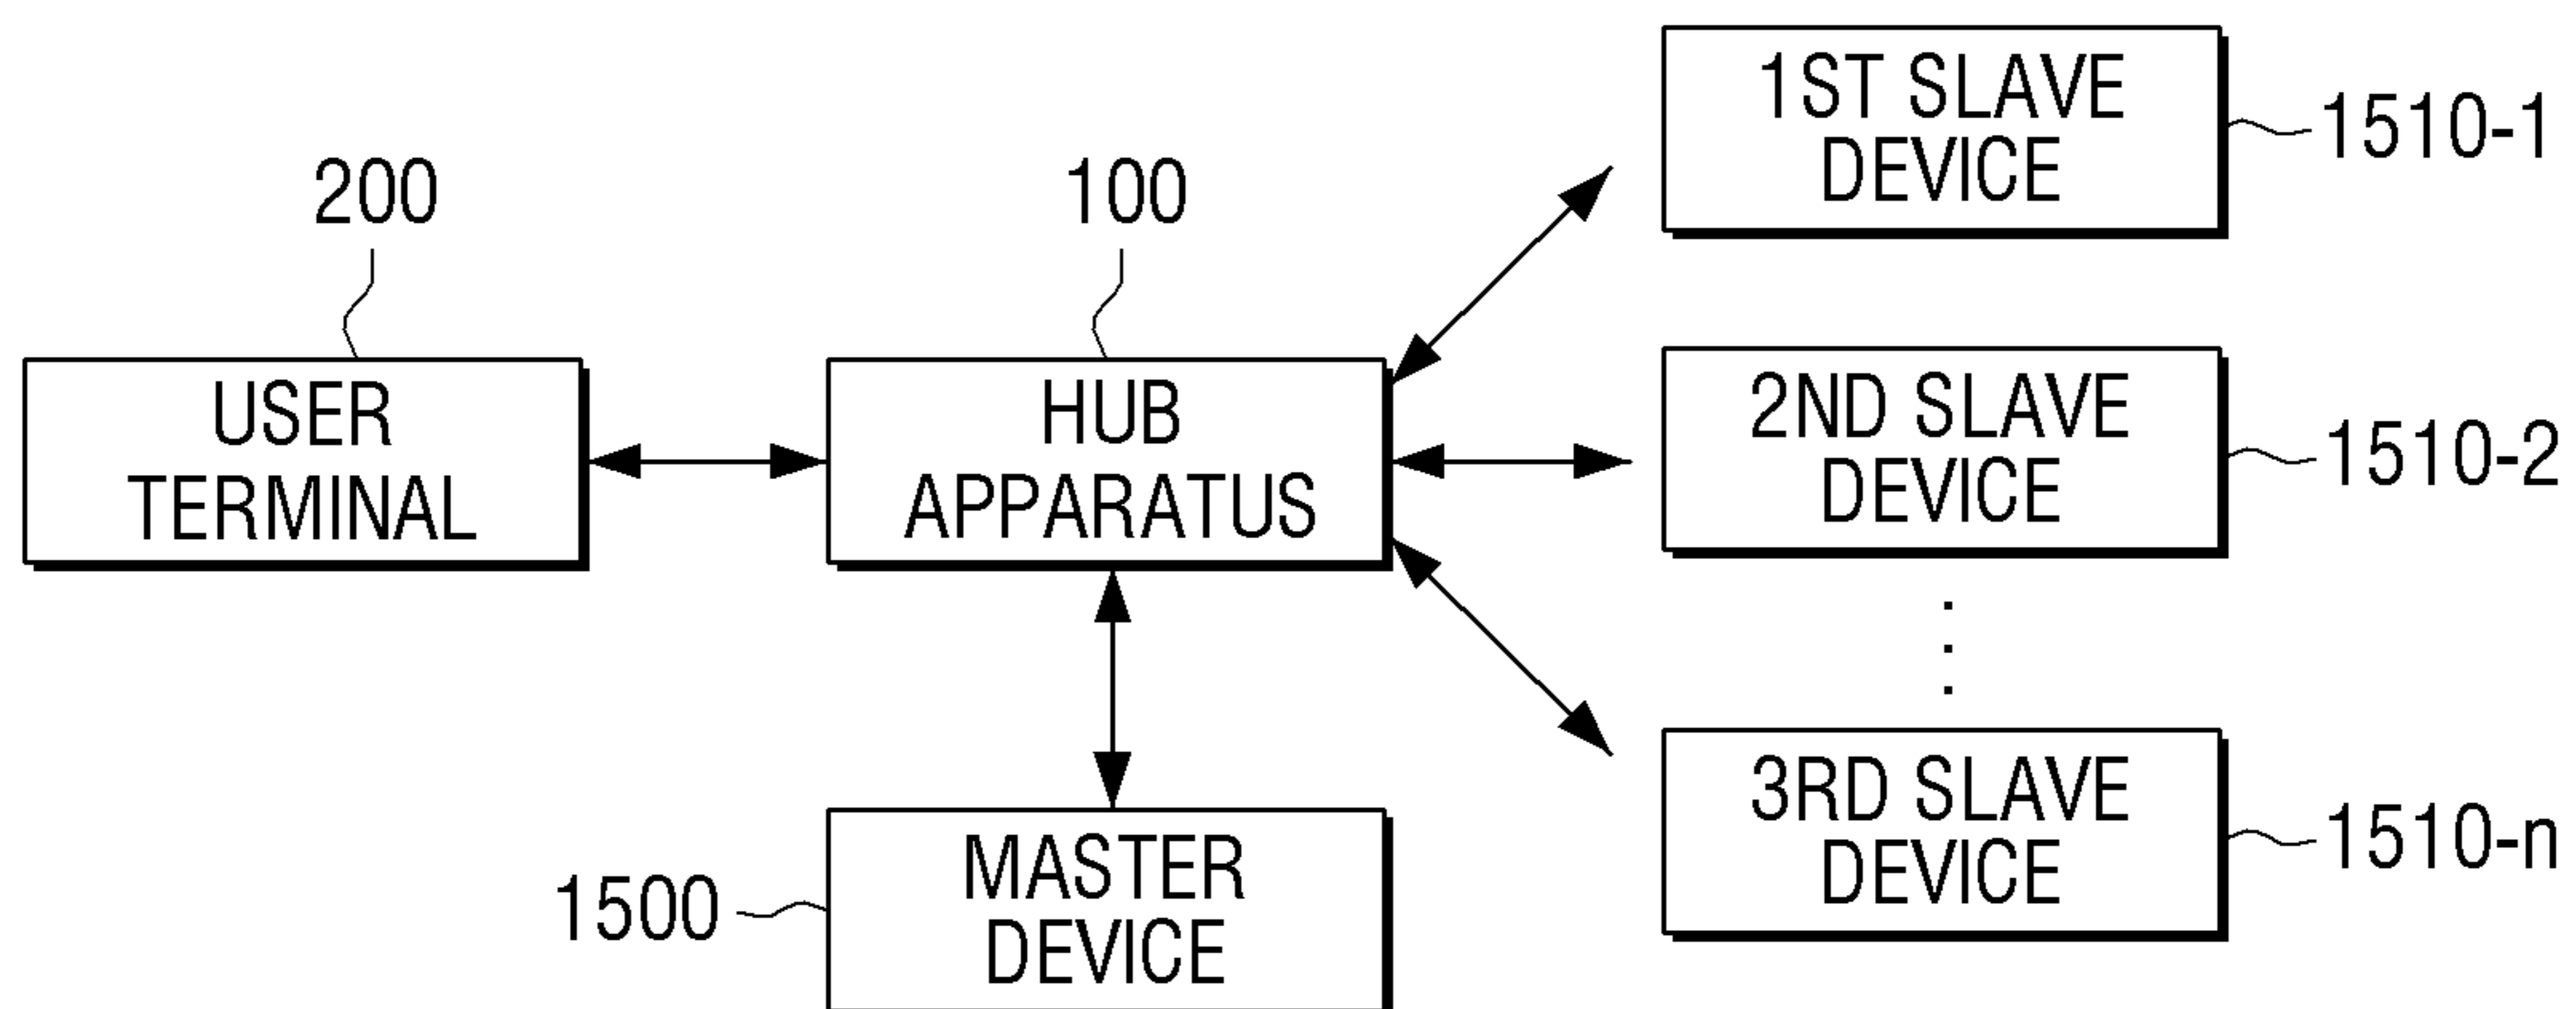 1ST SLAVE
DEVICE
1510-1
200
100
USER
TERMINAL
HUB
APPARATUS
2ND SLAVE
DEVICE
1510-2
3RD SLAVE
DEVICE
1510-n
MASTER
DEVICE
1500